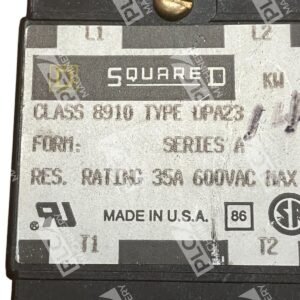 L1 L2
SQUARE D KW
CLASS 8910 TYPE DPA23
FORM: SERIES A
RES. RATING 35A 600VAC MAX
MADE IN U.S.A. 86
T1 T2